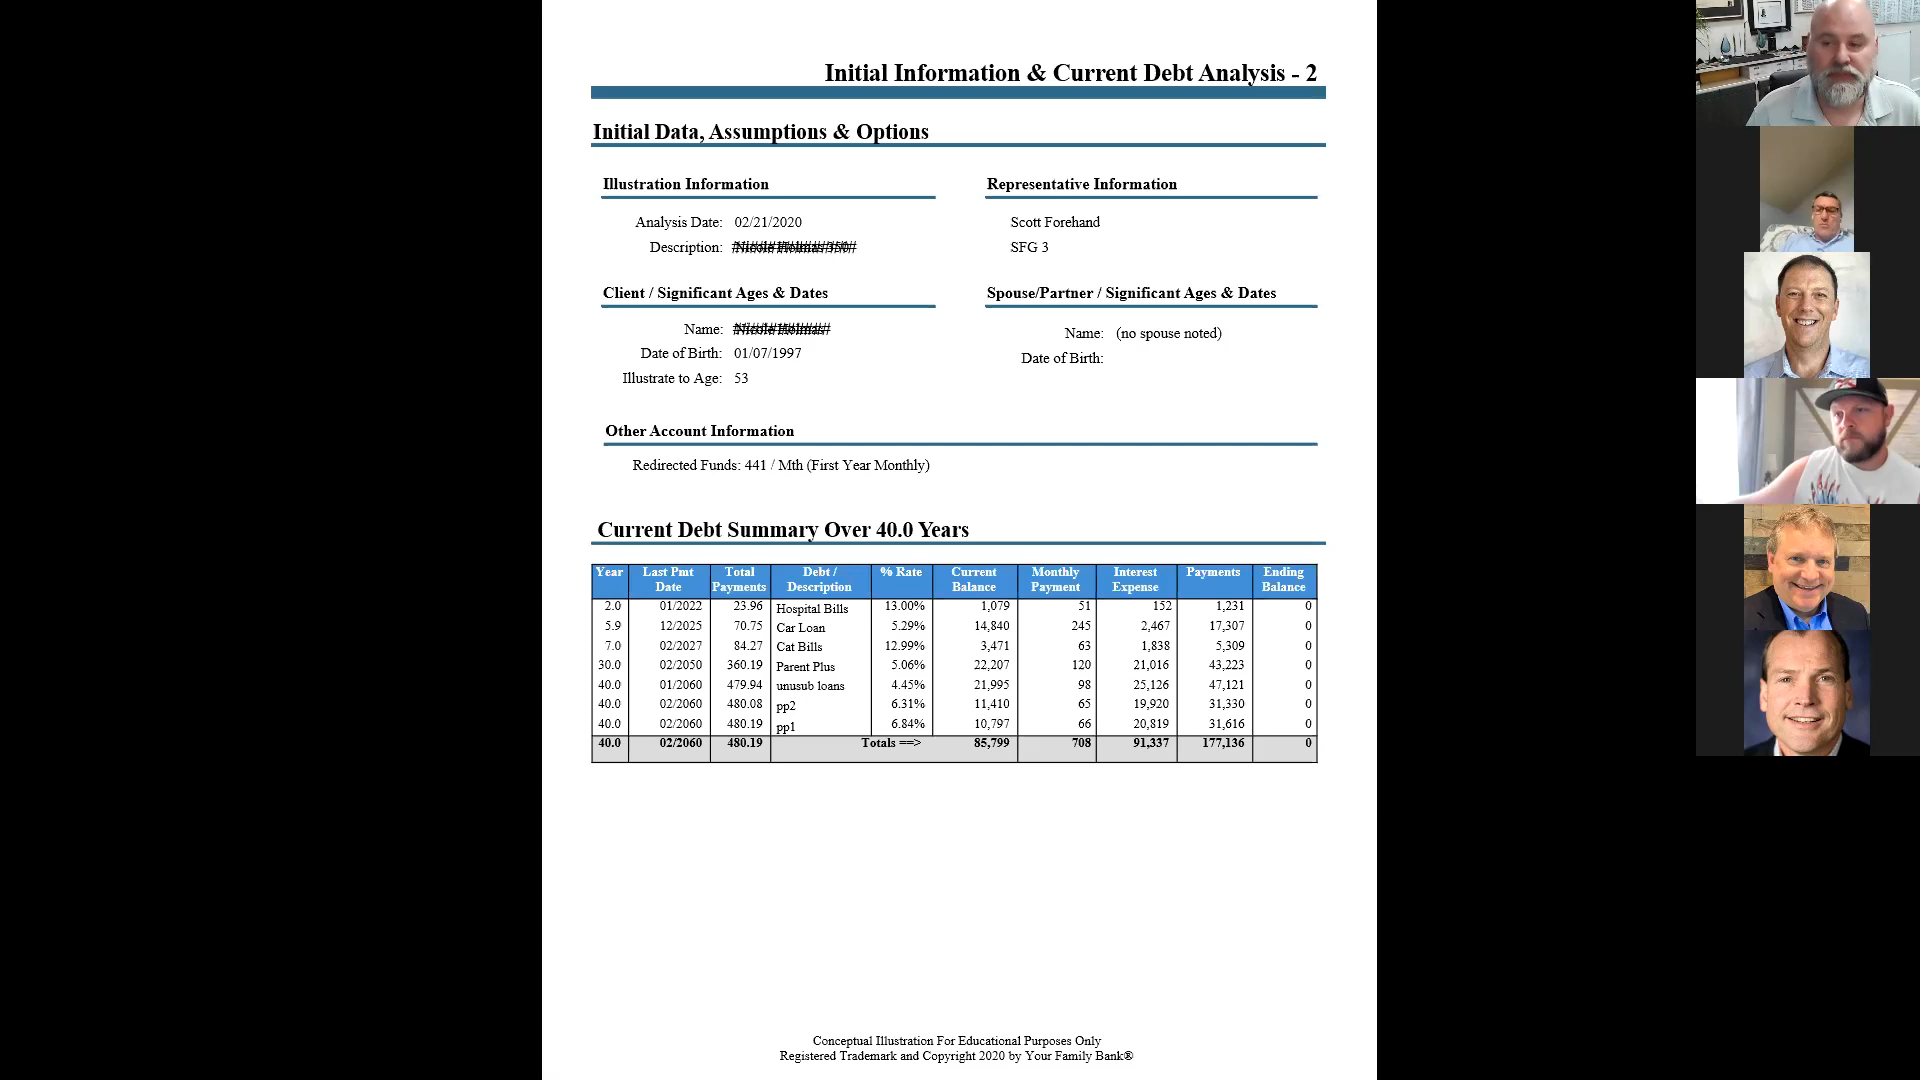 Initial Information & Current Debt Analysis - 2
Initial Data, Assumptions & Options
Illustration Information
Analysis Date: 02/21/2020
Description:
Representative Information
Scott Forehand
SFG 3
Client / Significant Ages & Dates
Name:
Date of Birth: 01/07/1997
Illustrate to Age: 53
Spouse/Partner / Significant Ages & Dates
Name: (no spouse noted)
Date of Birth:
Other Account Information
Redirected Funds: 441 / Mth (First Year Monthly)
Current Debt Summary Over 40.0 Years
Year Last Pmt Date Total Payments Debt / Description % Rate Current Balance Monthly Payment Interest Expense Payments Ending Balance
2.0 01/2022 23.96 Hospital Bills 13.00% 1,079 51 152 1,231 0
5.9 12/2025 70.75 Car Loan 5.29% 14,840 245 2,467 17,307 0
7.0 02/2027 84.27 Cat Bills 12.99% 3,471 63 1,838 5,309 0
30.0 02/2050 360.19 Parent Plus 5.06% 22,207 120 21,016 43,223 0
40.0 01/2060 479.94 unusub loans 4.45% 21,995 98 25,126 47,121 0
40.0 02/2060 480.08 pp2 6.31% 11,410 65 19,920 31,330 0
40.0 02/2060 480.19 pp1 6.84% 10,797 66 20,819 31,616 0
40.0 02/2060 480.19 Totals ==> 85,799 708 91,337 177,136 0
Conceptual Illustration For Educational Purposes Only
Registered Trademark and Copyright 2020 by Your Family Bank®